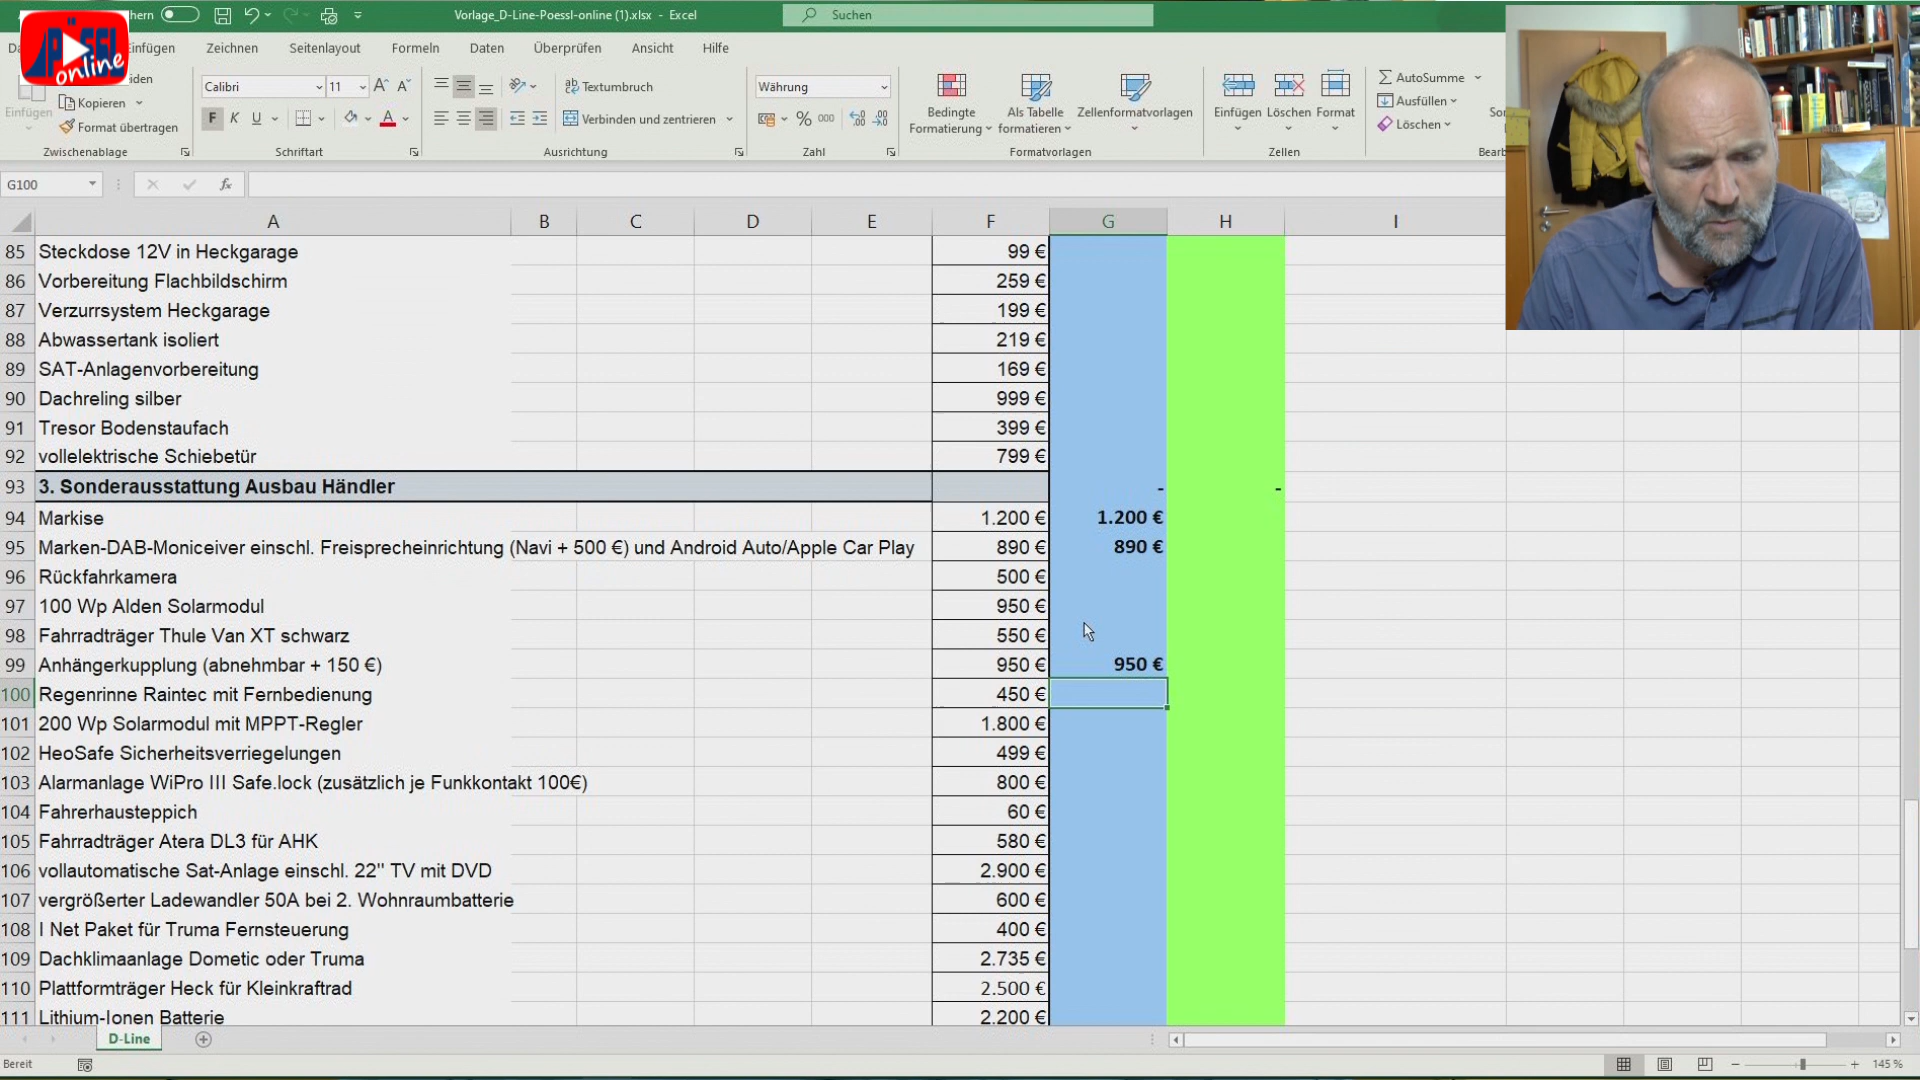 hern
Vorlage_D-Line-Poessl-online (1).xlsx - Excel
Suchen
PÖSSL
online
Einfügen
Zeichnen
Seitenlayout
Formeln
Daten
Überprüfen
Ansicht
Hilfe
Einfügen
Kopieren
Format übertragen
Zwischenablage
Calibri
11
F K U
Schriftart
Textumbruch
Verbinden und zentrieren
Ausrichtung
Währung
% 000
Zahl
Bedingte Formatierung
Als Tabelle formatieren
Zellenformatvorlagen
Formatvorlagen
Einfügen
Löschen
Format
Zellen
AutoSumme
Ausfüllen
Löschen
G100
fx
A B C D E F G H I
85 Steckdose 12V in Heckgarage 99 €
86 Vorbereitung Flachbildschirm 259 €
87 Verzurrsystem Heckgarage 199 €
88 Abwassertank isoliert 219 €
89 SAT-Anlagenvorbereitung 169 €
90 Dachreling silber 999 €
91 Tresor Bodenstaufach 399 €
92 vollelektrische Schiebetür 799 €
93 3. Sonderausstattung Ausbau Händler - -
94 Markise 1.200 € 1.200 €
95 Marken-DAB-Moniceiver einschl. Freisprecheinrichtung (Navi + 500 €) und Android Auto/Apple Car Play 890 € 890 €
96 Rückfahrkamera 500 €
97 100 Wp Alden Solarmodul 950 €
98 Fahrradträger Thule Van XT schwarz 550 €
99 Anhängerkupplung (abnehmbar + 150 €) 950 € 950 €
100 Regenrinne Raintec mit Fernbedienung 450 €
101 200 Wp Solarmodul mit MPPT-Regler 1.800 €
102 HeoSafe Sicherheitsverriegelungen 499 €
103 Alarmanlage WiPro III Safe.lock (zusätzlich je Funkkontakt 100€) 800 €
104 Fahrerhausteppich 60 €
105 Fahrradträger Atera DL3 für AHK 580 €
106 vollautomatische Sat-Anlage einschl. 22" TV mit DVD 2.900 €
107 vergrößerter Ladewandler 50A bei 2. Wohnraumbatterie 600 €
108 I Net Paket für Truma Fernsteuerung 400 €
109 Dachklimaanlage Dometic oder Truma 2.735 €
110 Plattformträger Heck für Kleinkraftrad 2.500 €
111 Lithium-Ionen Batterie 2.200 €
D-Line
Bereit
145 %